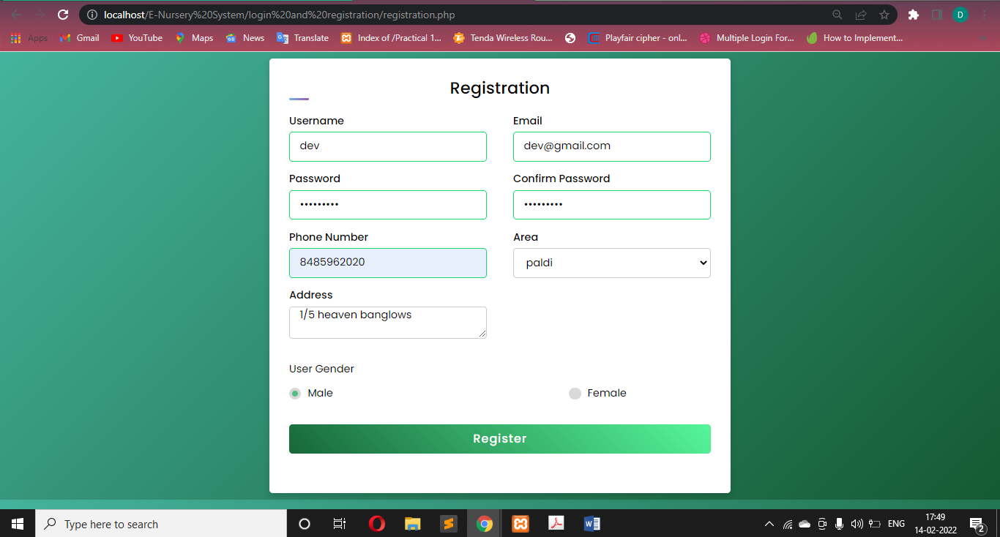 localhost/E-Nursery%20System/login%20and%20registration/registration.php
D
Apps Gmail YouTube Maps News Translate Index of /Practical 1... Tenda Wireless Rou... Playfair cipher - onl... Multiple Login For... How to Implement...
Registration
Username Email
dev dev@gmail.com
Password Confirm Password
••••••••• •••••••••
Phone Number Area
8485962020 paldi
Address
1/5 heaven banglows
User Gender
Male Female
Register
Type here to search
ENG
17:49
14-02-2022
2